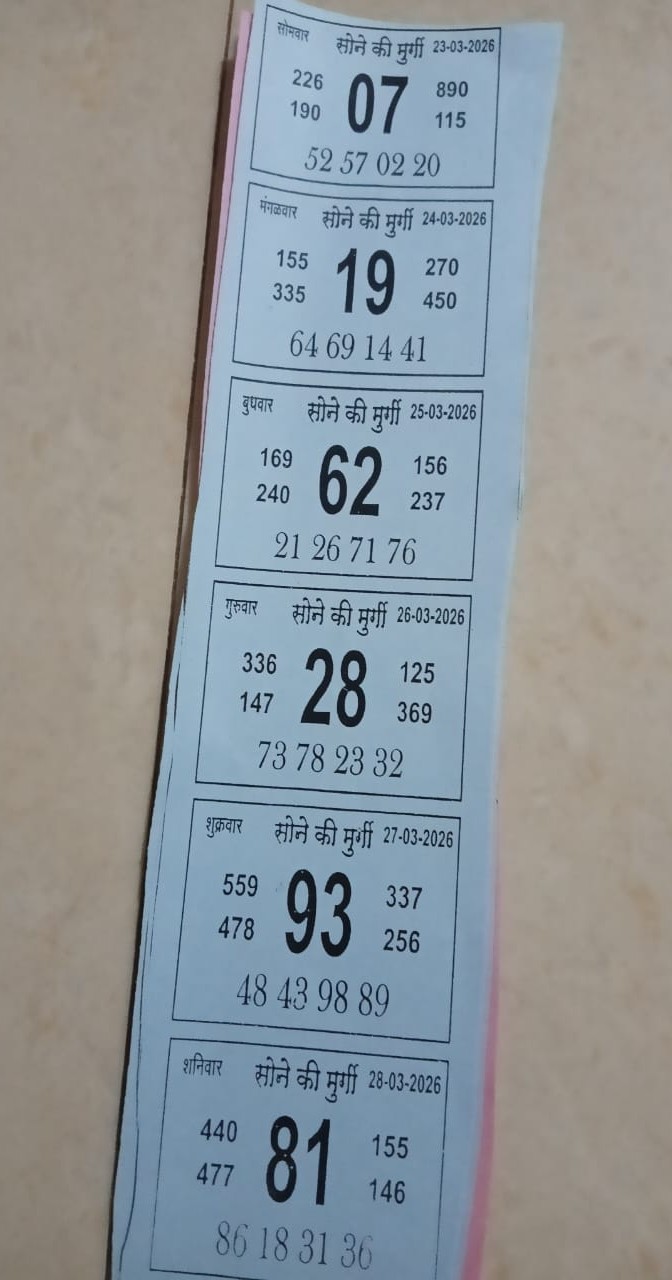 सोमवार सोने की मुर्गी 23-03-2026
226 07 890
190 115
52 57 02 20
मंगळवार सोने की मुर्गी 24-03-2026
155 19 270
335 450
64 69 14 41
बुधवार सोने की मुर्गी 25-03-2026
169 62 156
240 237
21 26 71 76
गुरुवार सोने की मुर्गी 26-03-2026
336 28 125
147 369
73 78 23 32
शुक्रवार सोने की मुर्गी 27-03-2026
559 93 337
478 256
48 43 98 89
शनिवार सोने की मुर्गी 28-03-2026
440 81 155
477 146
86 18 31 36